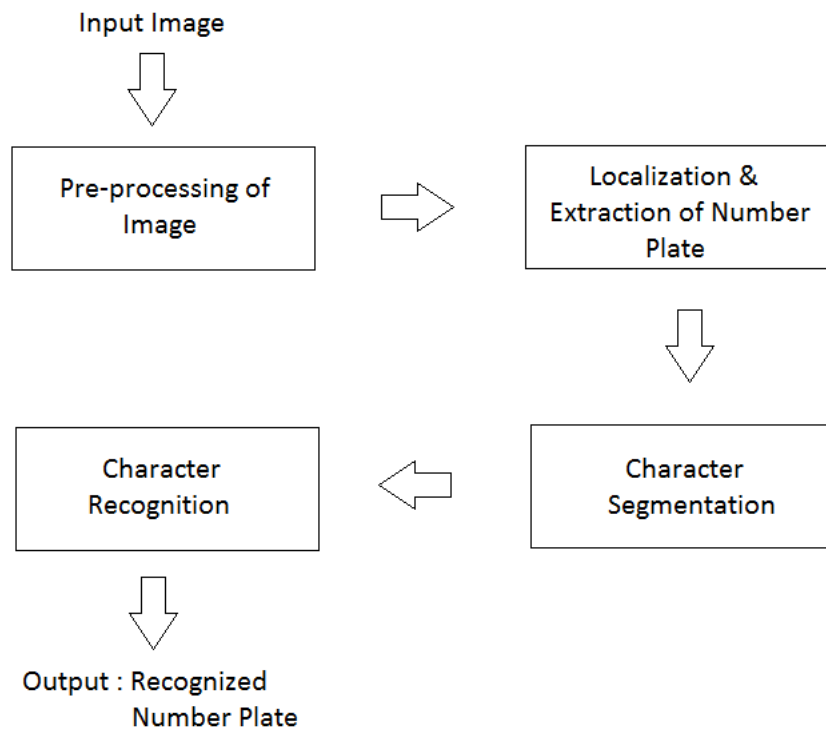 Input Image
Pre-processing of
Image
Localization &
Extraction of Number
Plate
Character
Segmentation
Character
Recognition
Output : Recognized
Number Plate